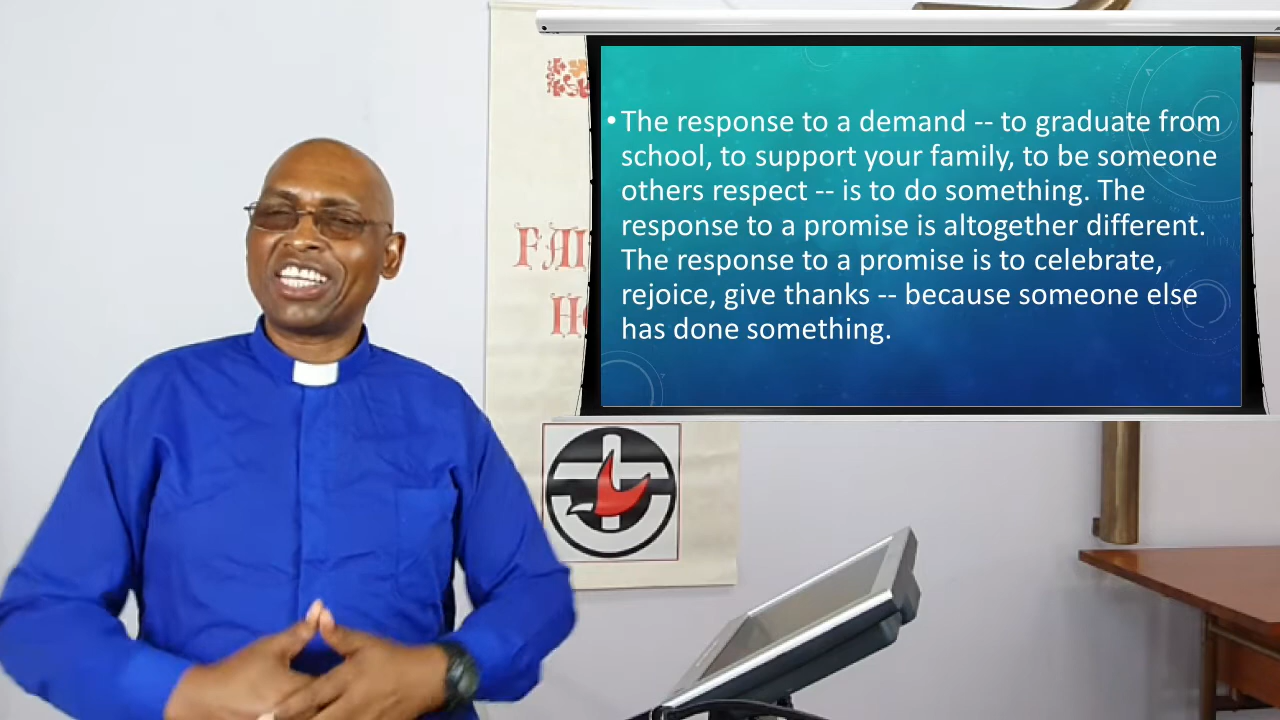 • The response to a demand -- to graduate from
school, to support your family, to be someone
others respect -- is to do something. The
response to a promise is altogether different.
The response to a promise is to celebrate,
rejoice, give thanks -- because someone else
has done something.